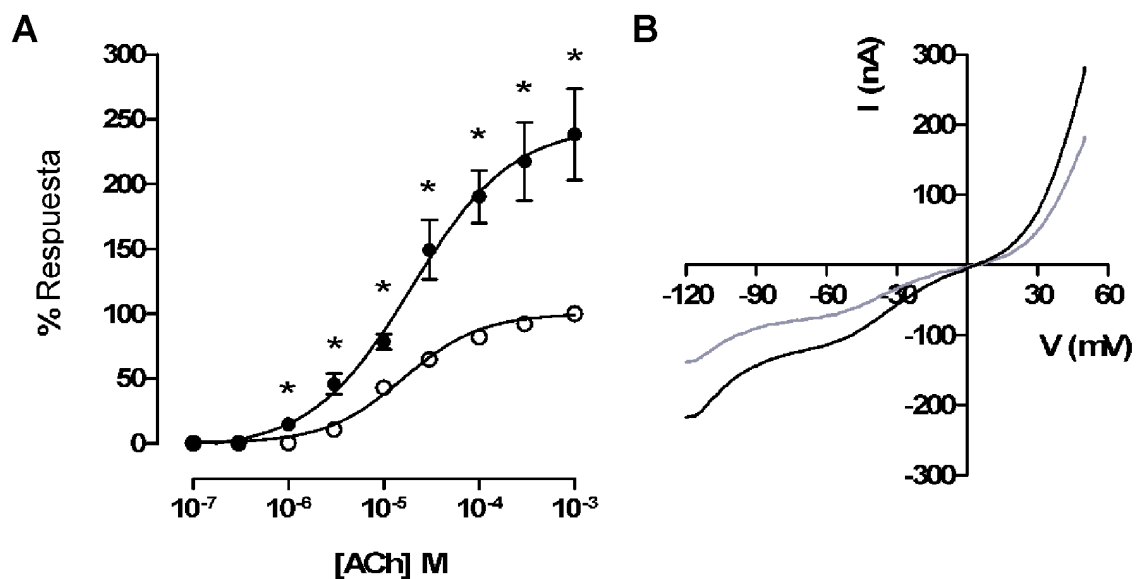 A
300
250
200
150
100
50
0
% Respuesta
* * * * * * * *
10-7 10-6 10-5 10-4 10-3
[ACh] M
B
I (nA)
300
200
100
-120 -90 -60 -30 30 60
V (mV)
-100
-200
-300